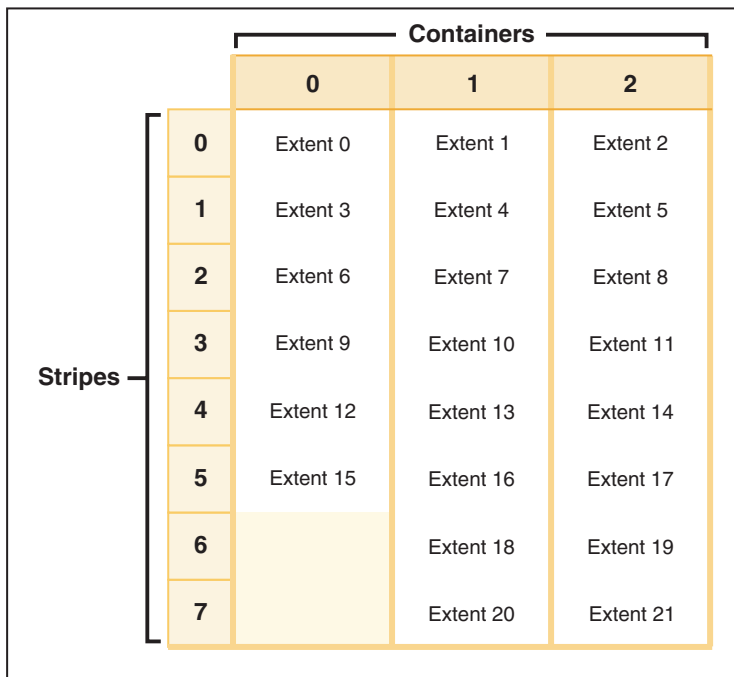 Containers
0 1 2
0 Extent 0 Extent 1 Extent 2
1 Extent 3 Extent 4 Extent 5
2 Extent 6 Extent 7 Extent 8
3 Extent 9 Extent 10 Extent 11
Stripes
4 Extent 12 Extent 13 Extent 14
5 Extent 15 Extent 16 Extent 17
6 Extent 18 Extent 19
7 Extent 20 Extent 21